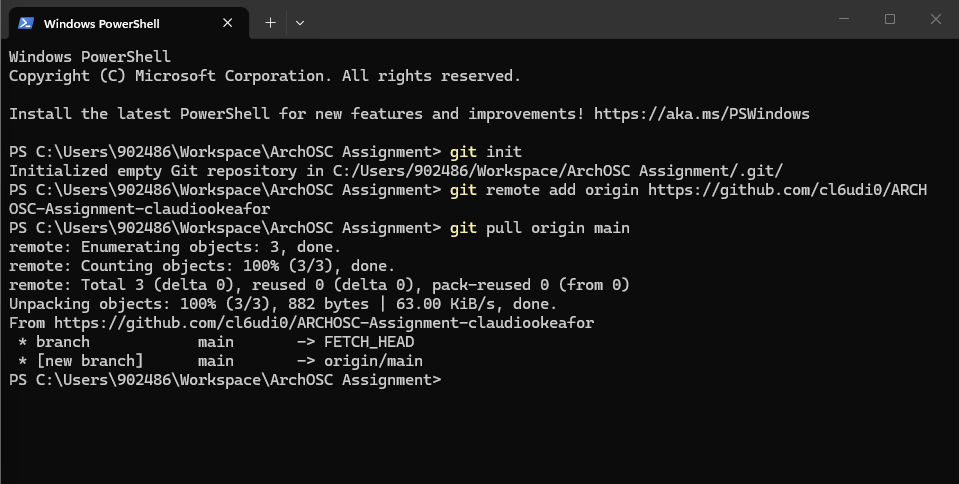 Windows PowerShell
Windows PowerShell
Copyright (C) Microsoft Corporation. All rights reserved.
Install the latest PowerShell for new features and improvements! https://aka.ms/PSWindows
PS C:\Users\902486\Workspace\ArchOSC Assignment> git init
Initialized empty Git repository in C:/Users/902486/Workspace/ArchOSC Assignment/.git/
PS C:\Users\902486\Workspace\ArchOSC Assignment> git remote add origin https://github.com/cl6udi0/ARCH
OSC-Assignment-claudiookeafor
PS C:\Users\902486\Workspace\ArchOSC Assignment> git pull origin main
remote: Enumerating objects: 3, done.
remote: Counting objects: 100% (3/3), done.
remote: Total 3 (delta 0), reused 0 (delta 0), pack-reused 0 (from 0)
Unpacking objects: 100% (3/3), 882 bytes | 63.00 KiB/s, done.
From https://github.com/cl6udi0/ARCHOSC-Assignment-claudiookeafor
 * branch            main       -> FETCH_HEAD
 * [new branch]      main       -> origin/main
PS C:\Users\902486\Workspace\ArchOSC Assignment>